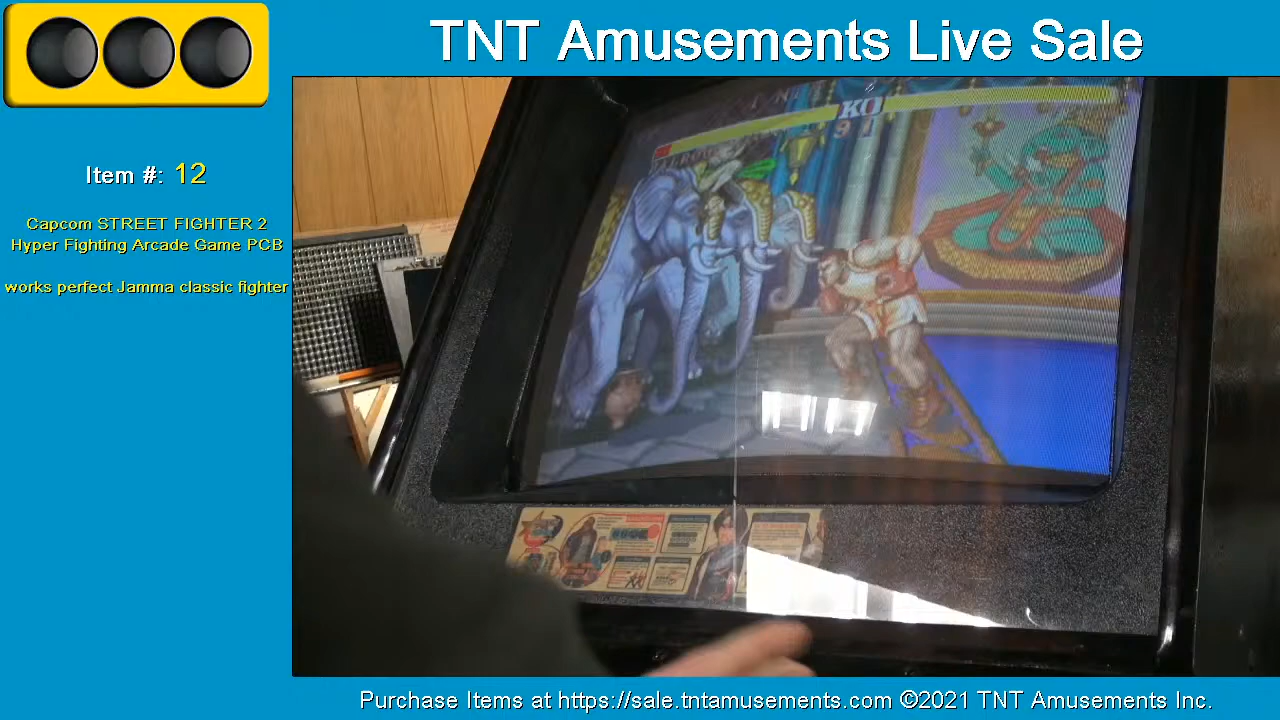 TNT Amusements Live Sale
Item #: 12
Capcom STREET FIGHTER 2
Hyper Fighting Arcade Game PCB
works perfect Jamma classic fighter
KO
91
Purchase Items at https://sale.tntamusements.com ©2021 TNT Amusements Inc.